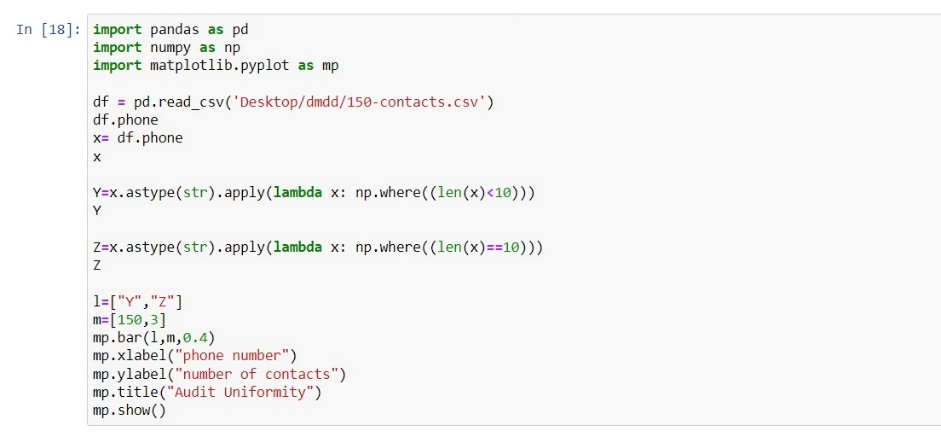 In [18]: import pandas as pd
import numpy as np
import matplotlib.pyplot as mp
df = pd.read_csv('Desktop/dmdd/150-contacts.csv')
df.phone
x= df.phone
x
Y=x.astype(str).apply(lambda x: np.where((len(x)<10)))
Y
Z=x.astype(str).apply(lambda x: np.where((len(x)==10)))
Z
l=["Y","Z"]
m=[150,3]
mp.bar(l,m,0.4)
mp.xlabel("phone number")
mp.ylabel("number of contacts")
mp.title("Audit Uniformity")
mp.show()